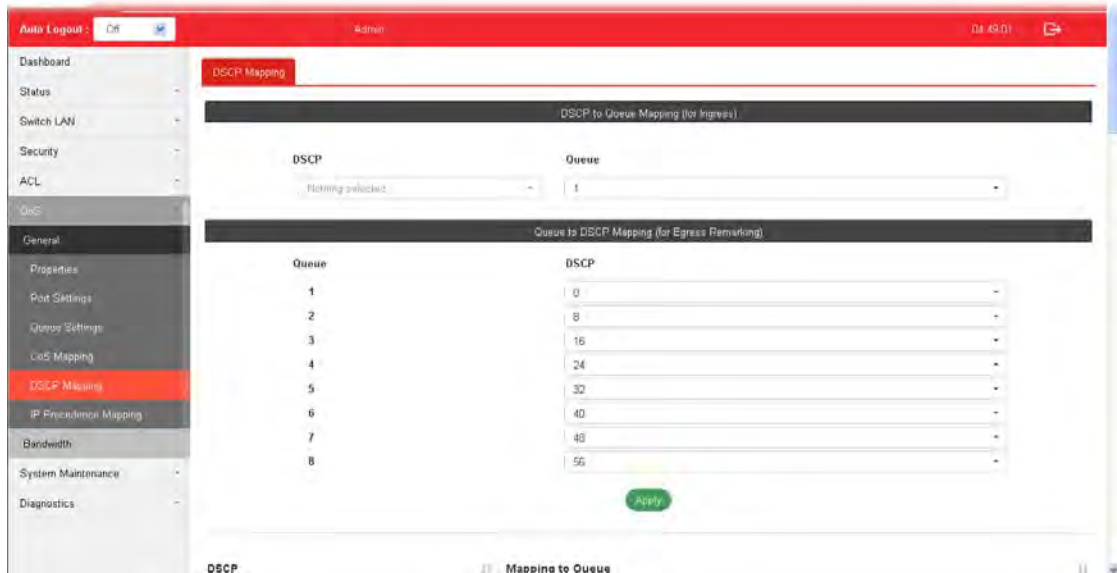 Auto Logout : Off Admin 04:49:01
Dashboard
Status
Switch LAN
Security
ACL
QoS
General
Properties
Port Settings
Queue Settings
CoS Mapping
DSCP Mapping
IP Precedence Mapping
Bandwidth
System Maintenance
Diagnostics
DSCP Mapping
DSCP to Queue Mapping (for Ingress)
DSCP Queue
Nothing selected 1
Queue to DSCP Mapping (for Egress Remarking)
Queue DSCP
1 0
2 8
3 16
4 24
5 32
6 40
7 48
8 56
Apply
DSCP Mapping to Queue